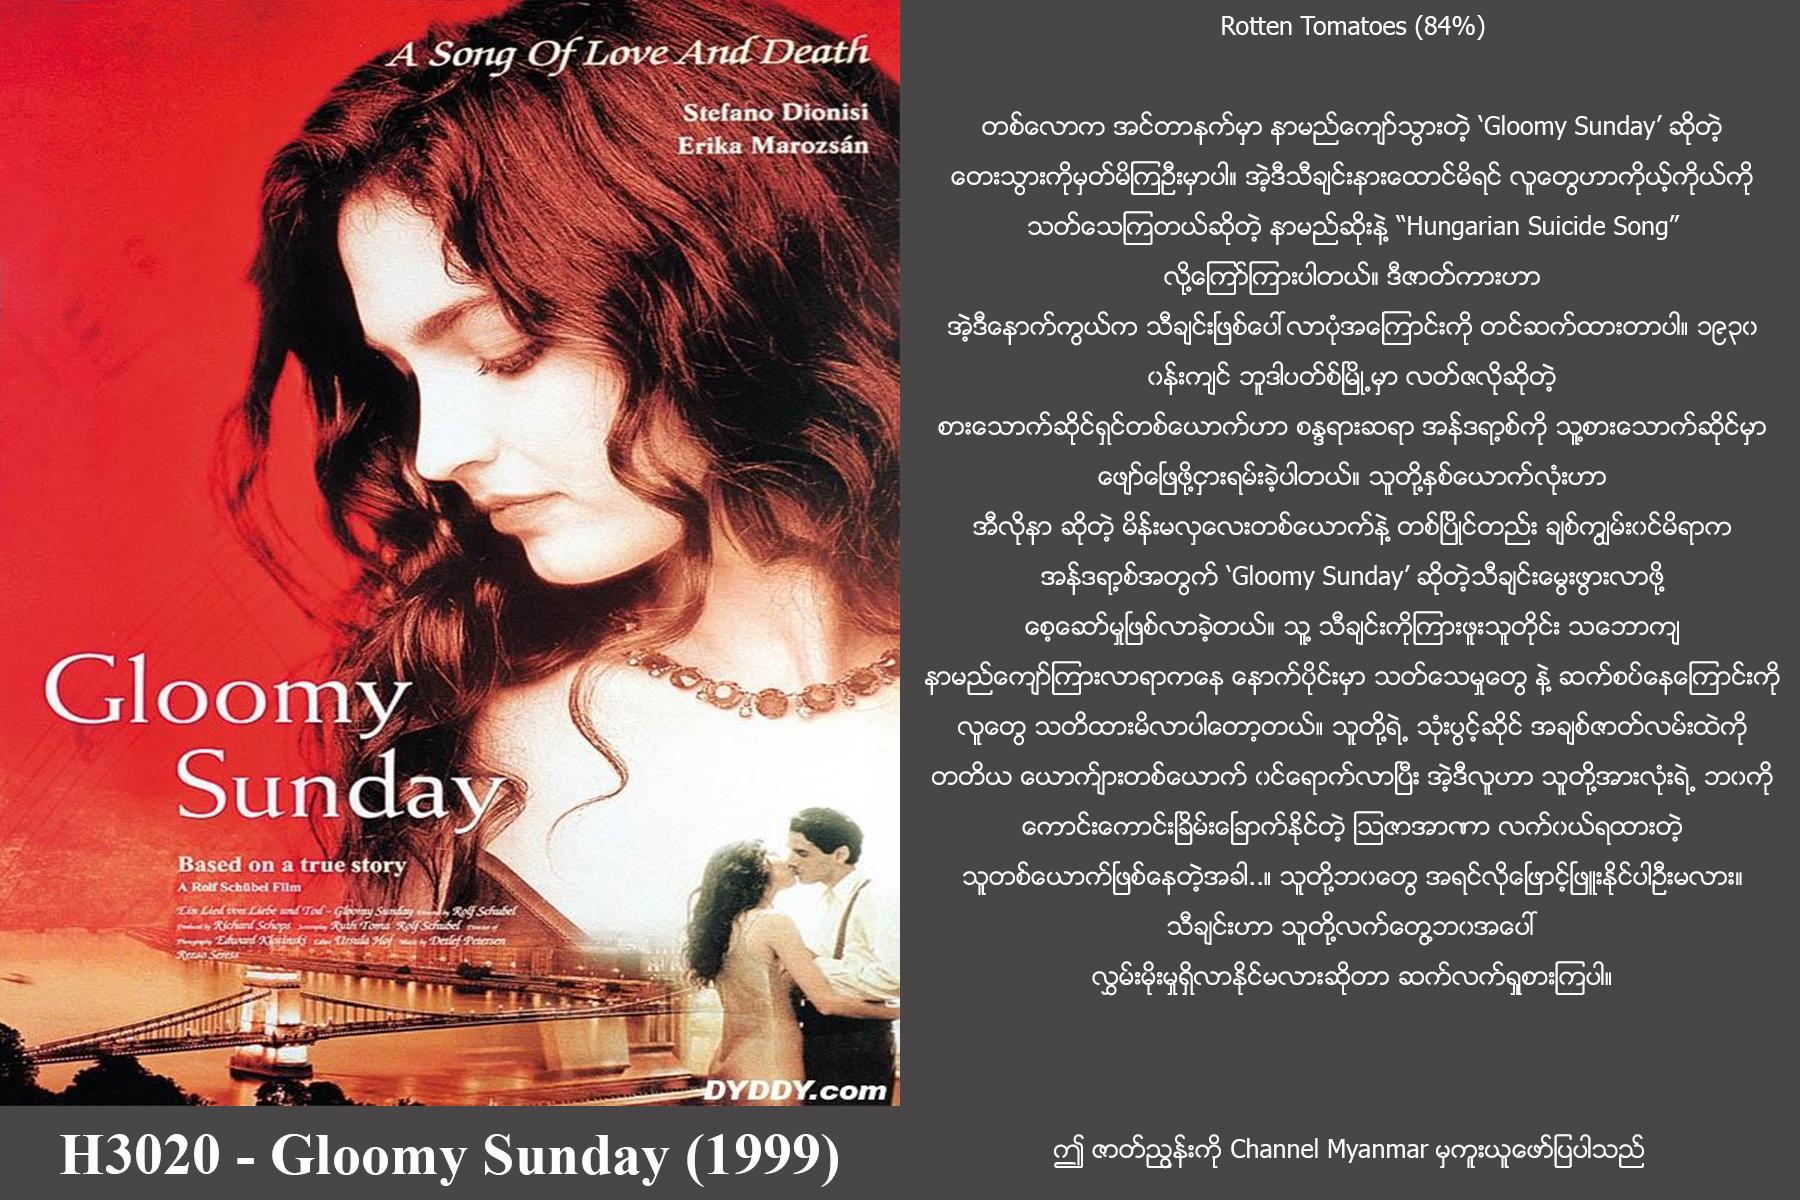 A Song Of Love And Death
Stefano Dionisi
Erika Marozsán
Gloomy
Sunday
Based on a true story
A Rolf Schübel Film
Ein Lied von Liebe und Tod - Gloomy Sunday Directed by Rolf Schubel
Produced by Richard Schops Screenplay Ruth Toma Rolf Schubel Director of
Photography Edward Klosinski Editor Ursula Hof Music by Detlef Petersen
Rezso Seress
DYDDY.com
H3020 - Gloomy Sunday (1999)
Rotten Tomatoes (84%)
တစ်လောက အင်တာနက်မှာ နာမည်ကျော်သွားတဲ့ ‘Gloomy Sunday’ ဆိုတဲ့
တေးသွားကိုမှတ်မိကြဦးမှာပါ။ အဲ့ဒီသီချင်းနားထောင်မိရင် လူတွေဟာကိုယ့်ကိုယ်ကို
သတ်သေကြတယ်ဆိုတဲ့ နာမည်ဆိုးနဲ့ “Hungarian Suicide Song”
လို့ကြော်ကြားပါတယ်။ ဒီဇာတ်ကားဟာ
အဲ့ဒီနောက်ကွယ်က သီချင်းဖြစ်ပေါ်လာပုံအကြောင်းကို တင်ဆက်ထားတာပါ။ ၁၉၃၀
ဝန်းကျင် ဘူဒါပတ်စ်မြို့မှာ လတ်ဇလိုဆိုတဲ့
စားသောက်ဆိုင်ရှင်တစ်ယောက်ဟာ စန္ဒရားဆရာ အန်ဒရာ့စ်ကို သူ့စားသောက်ဆိုင်မှာ
ဖျော်ဖြေဖို့ငှားရမ်းခဲ့ပါတယ်။ သူတို့နှစ်ယောက်လုံးဟာ
အီလိုနာ ဆိုတဲ့ မိန်းမလှလေးတစ်ယောက်နဲ့ တစ်ပြိုင်တည်း ချစ်ကျွမ်းဝင်မိရာက
အန်ဒရာ့စ်အတွက် ‘Gloomy Sunday’ ဆိုတဲ့သီချင်းမွေးဖွားလာဖို့
စေ့ဆော်မှုဖြစ်လာခဲ့တယ်။ သူ့ သီချင်းကိုကြားဖူးသူတိုင်း သဘောကျ
နာမည်ကျော်ကြားလာရာကနေ နောက်ပိုင်းမှာ သတ်သေမှုတွေ နဲ့ ဆက်စပ်နေကြောင်းကို
လူတွေ သတိထားမိလာပါတော့တယ်။ သူတို့ရဲ့ သုံးပွင့်ဆိုင် အချစ်ဇာတ်လမ်းထဲကို
တတိယ ယောက်ျားတစ်ယောက် ဝင်ရောက်လာပြီး အဲ့ဒီလူဟာ သူတို့အားလုံးရဲ့ ဘဝကို
ကောင်းကောင်းခြိမ်းခြောက်နိုင်တဲ့ သြဇာအာဏာ လက်ဝယ်ရထားတဲ့
သူတစ်ယောက်ဖြစ်နေတဲ့အခါ..။ သူတို့ဘဝတွေ အရင်လိုဖြောင့်ဖြူးနိုင်ပါဦးမလား။
သီချင်းဟာ သူတို့လက်တွေ့ဘဝအပေါ်
လွှမ်းမိုးမှုရှိလာနိုင်မလားဆိုတာ ဆက်လက်ရှုစားကြပါ။
ဤ ဇာတ်ညွှန်းကို Channel Myanmar မှကူးယူဖော်ပြပါသည်